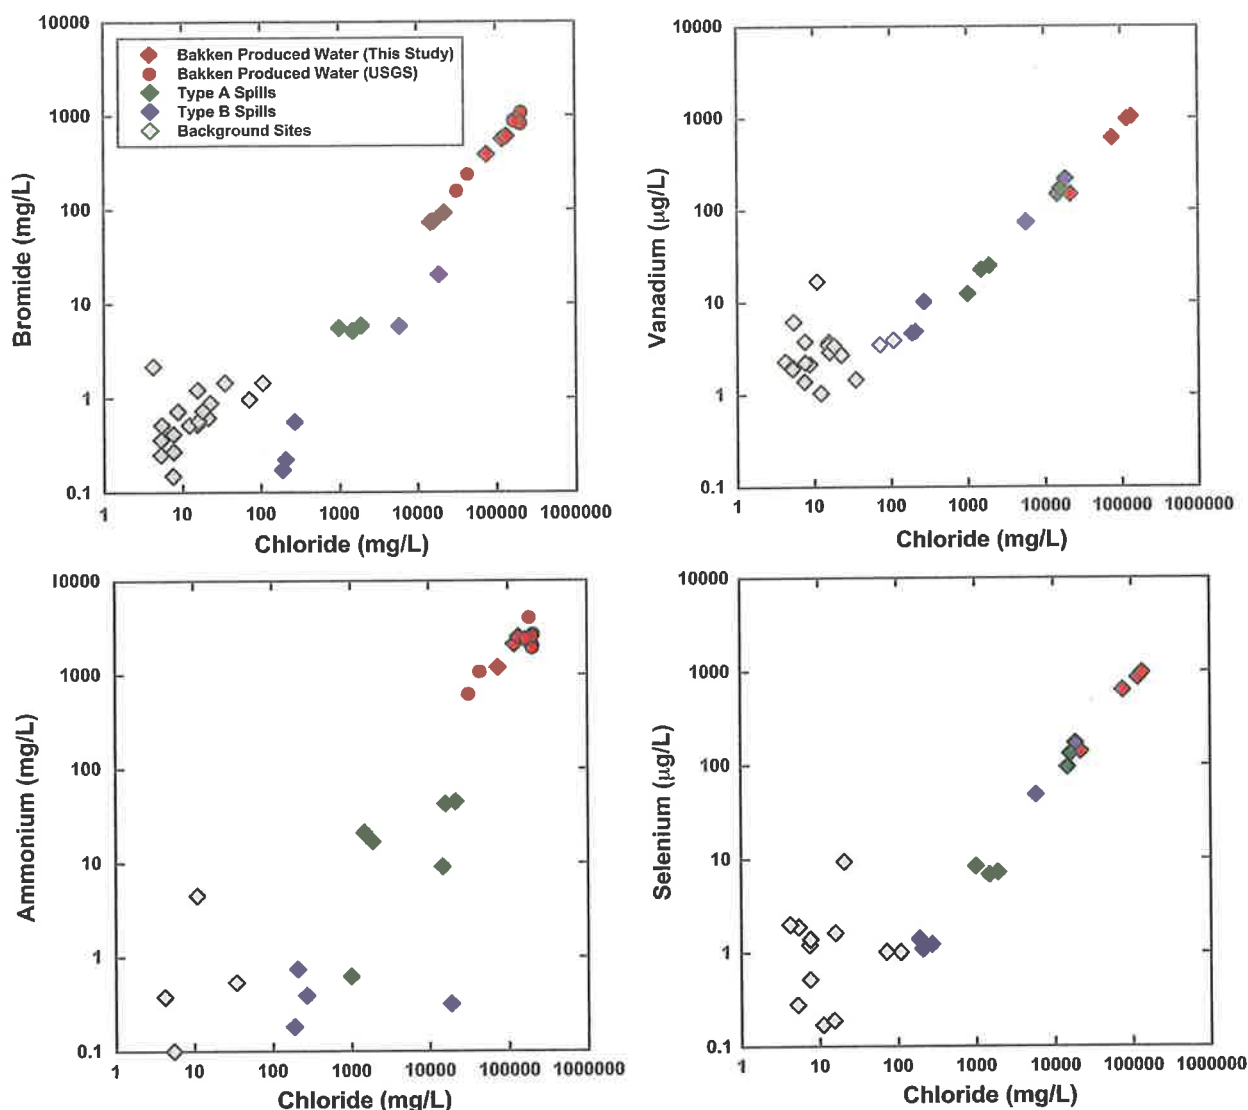 10000
1000
100
10
1
0.1
Bromide (mg/L)
Bakken Produced Water (This Study)
Bakken Produced Water (USGS)
Type A Spills
Type B Spills
Background Sites
1 10 100 1000 10000 100000 1000000
Chloride (mg/L)
10000
1000
100
10
1
0.1
Vanadium (µg/L)
1 10 100 1000 10000 100000 1000000
Chloride (mg/L)
10000
1000
100
10
1
0.1
Ammonium (mg/L)
1 10 100 1000 10000 100000 1000000
Chloride (mg/L)
10000
1000
100
10
1
0.1
Selenium (µg/L)
1 10 100 1000 10000 100000 1000000
Chloride (mg/L)